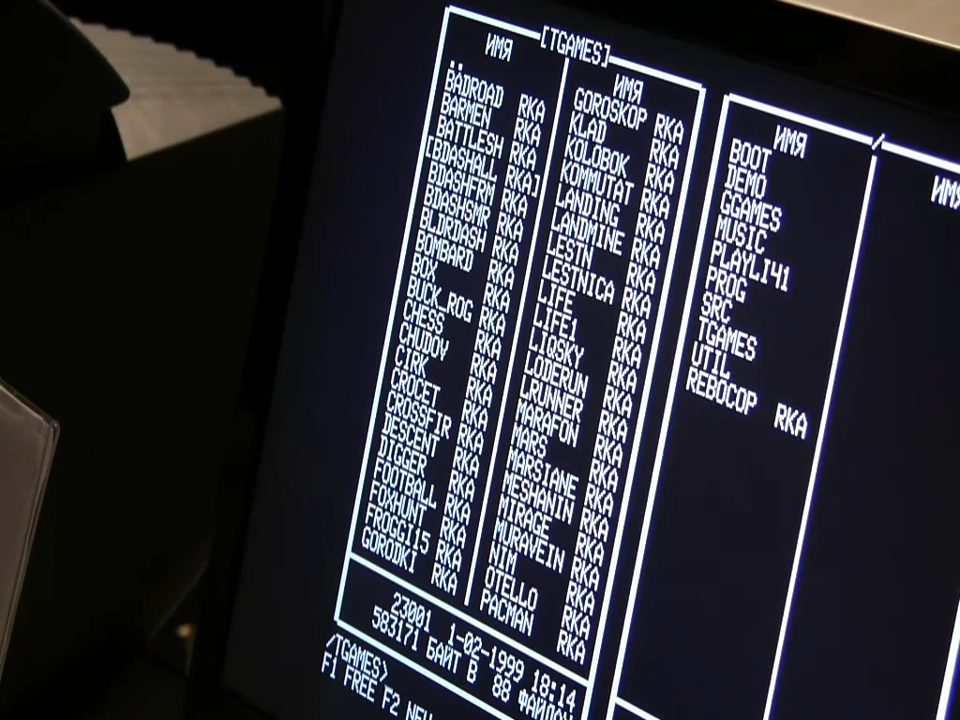 [TGAMES]
ИМЯ
..
BADROAD RKA
BARMEN RKA
BATTLESH RKA
[BDASHALL RKA]
BDASHFRM RKA
BDASHSMR RKA
BLDRDASH RKA
BOMBARD RKA
BOX RKA
BUCK_ROG RKA
CHESS RKA
CHUDOV RKA
CIRK RKA
CROCET RKA
CROSSFIR RKA
DESCENT RKA
DIGGER RKA
FOOTBALL RKA
FOXHUNT RKA
FROGGI15 RKA
GORODKI RKA
ИМЯ
GOROSKOP RKA
KLAD RKA
KOLOBOK RKA
KOMMUTAT RKA
LANDING RKA
LANDMINE RKA
LESTN RKA
LESTNICA RKA
LIFE RKA
LIFE1 RKA
LIQSKY RKA
LODERUN RKA
LRUNNER RKA
MARAFON RKA
MARS RKA
MARSIANE RKA
MESHANIN RKA
MIRAGE RKA
MURAVEIN RKA
NIM RKA
OTELLO RKA
PACMAN RKA
23001 1-02-1999 18:14
583171 БАЙТ В 88 ФАЙЛАХ
/TGAMES>
F1 FREE F2 NEW
/
ИМЯ
BOOT
DEMO
GGAMES
MUSIC
PLAYLI41
PROG
SRC
TGAMES
UTIL
REBOCOP RKA
ИМЯ